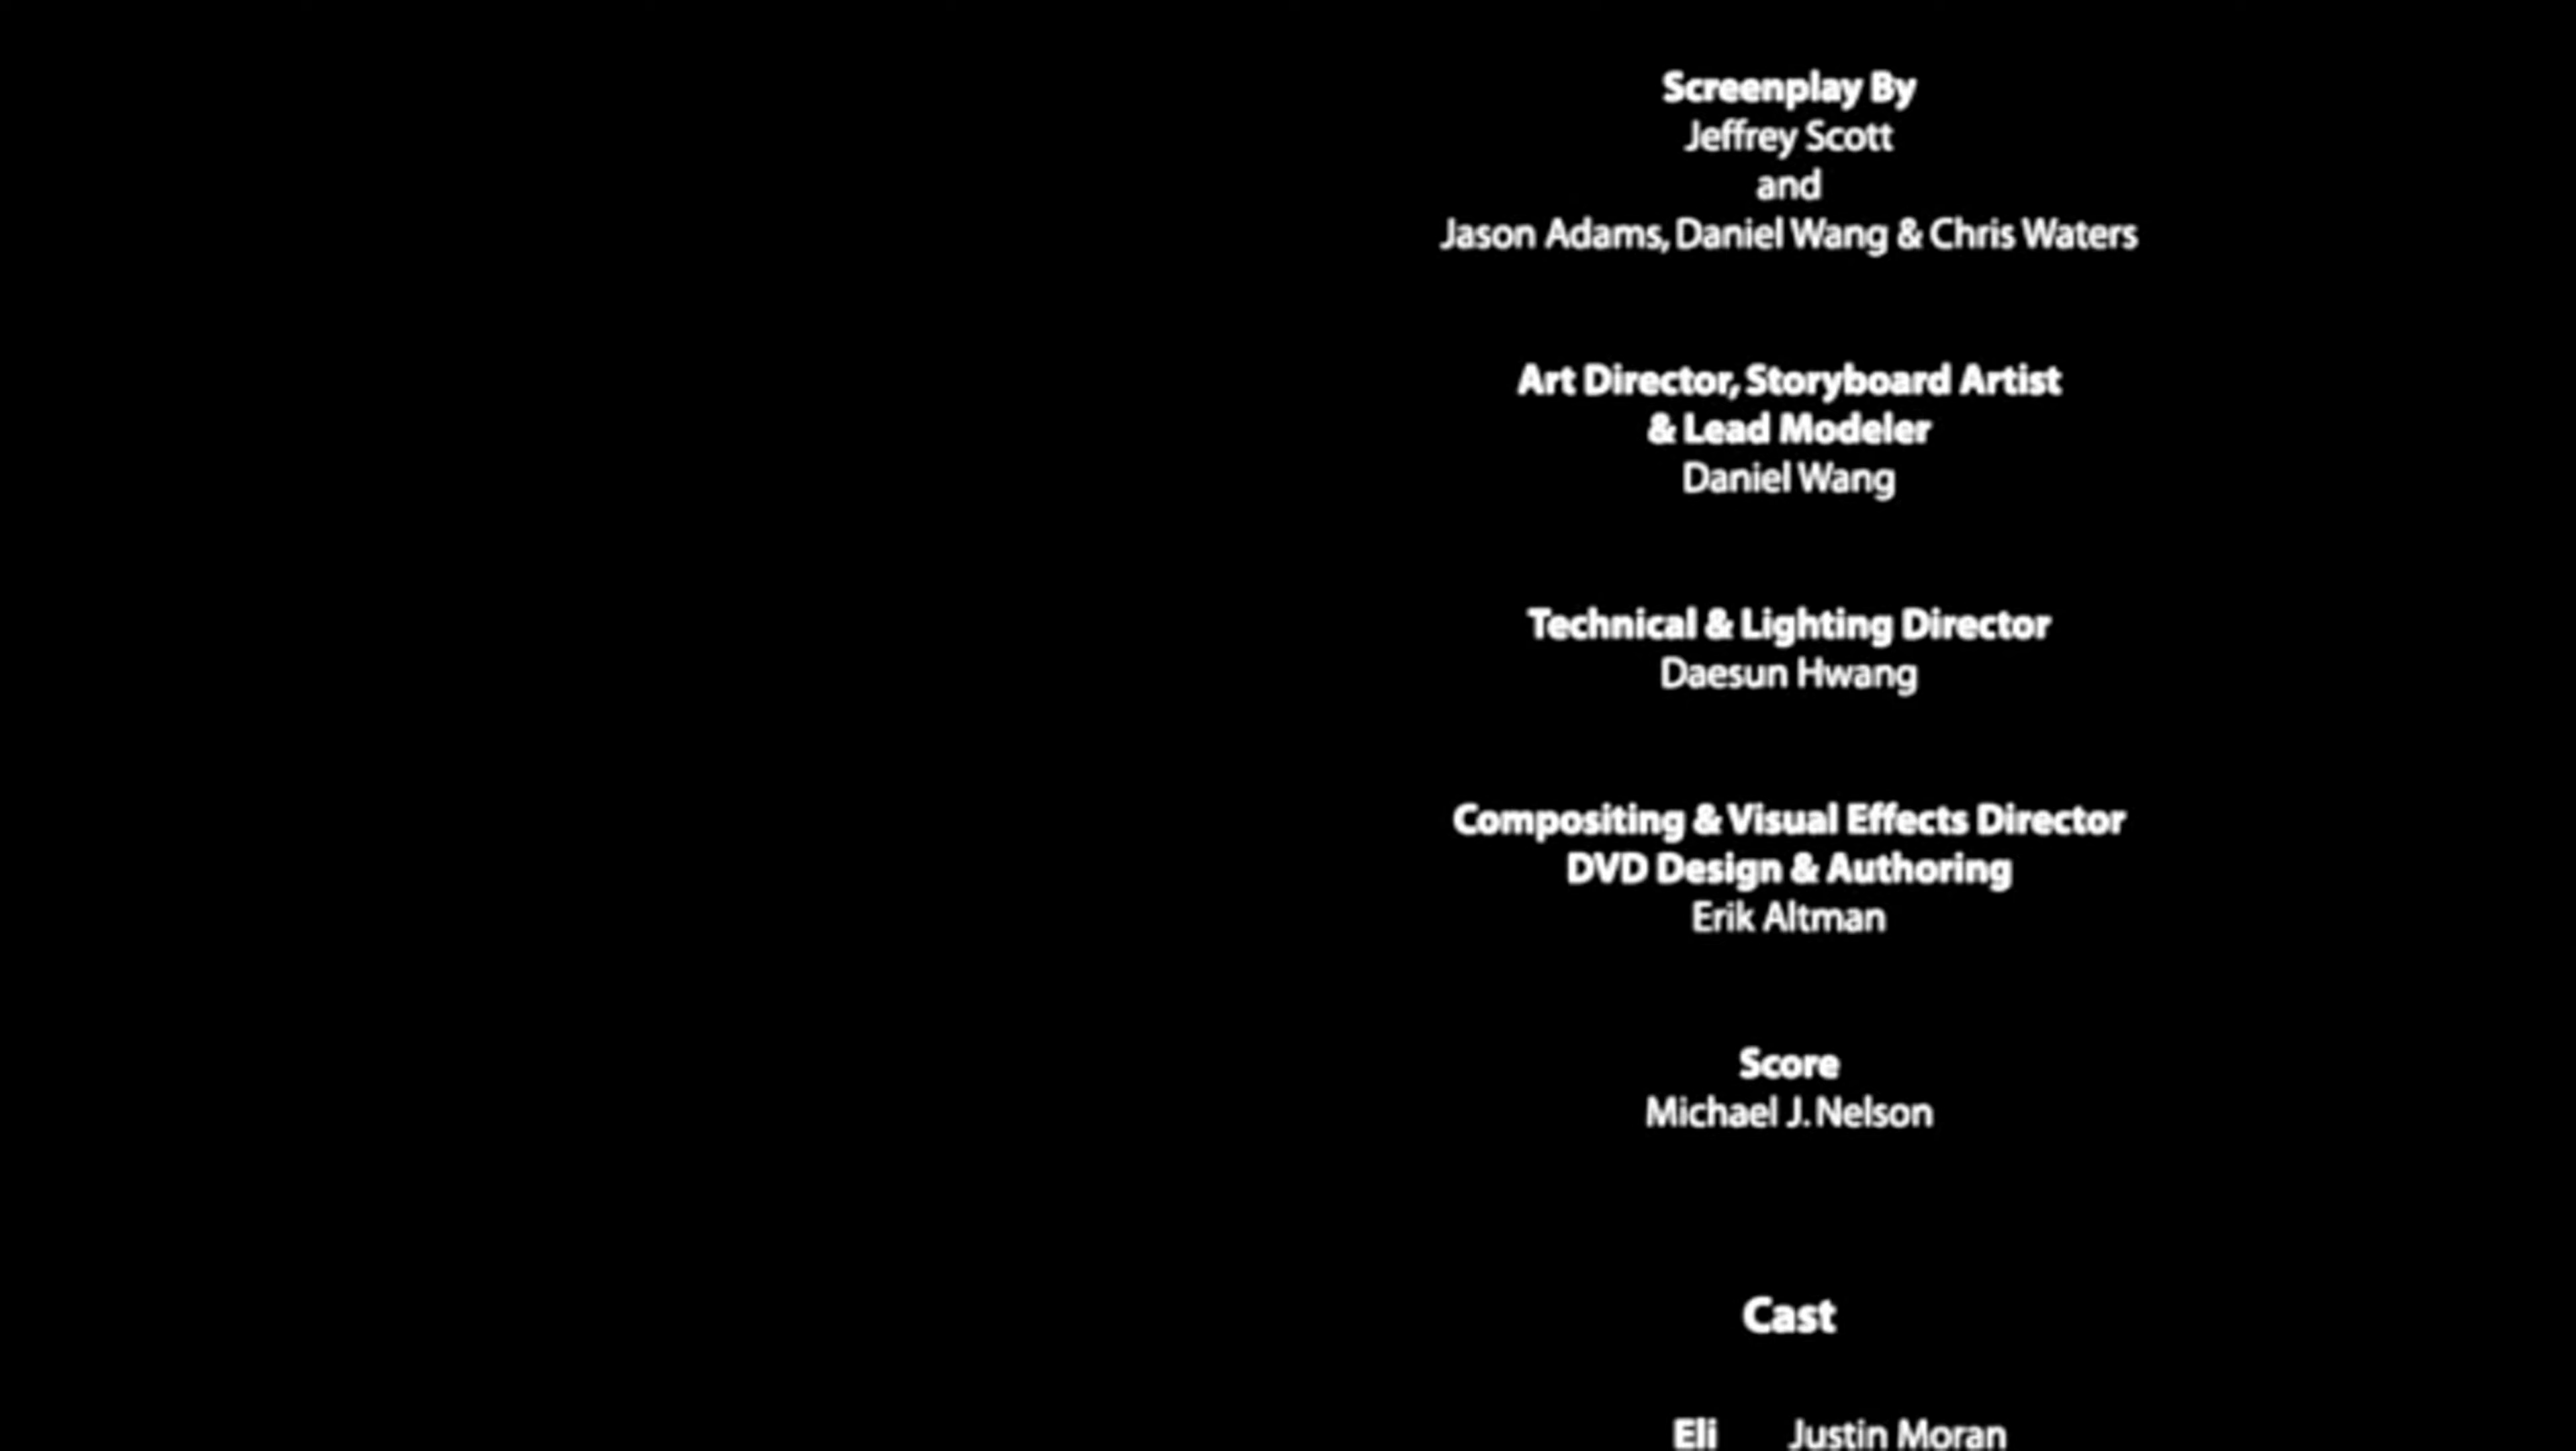 Screenplay By
Jeffrey Scott
and
Jason Adams, Daniel Wang & Chris Waters
Art Director, Storyboard Artist
& Lead Modeler
Daniel Wang
Technical & Lighting Director
Daesun Hwang
Compositing & Visual Effects Director
DVD Design & Authoring
Erik Altman
Score
Michael J. Nelson
Cast
Eli Justin Moran